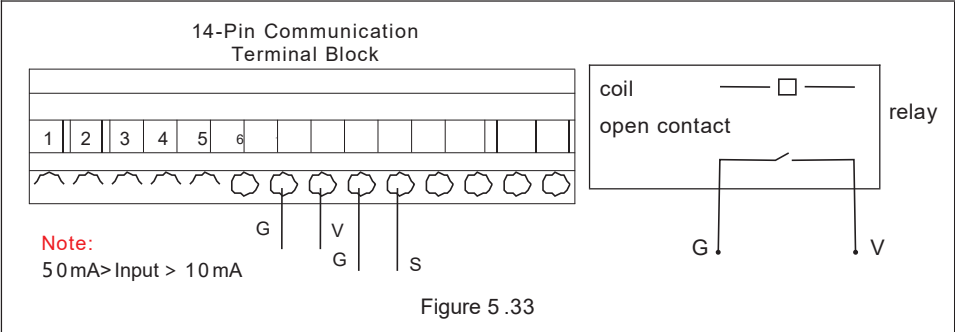 14-Pin Communication
Terminal Block
1 2 3 4 5 6
G V
G S
Note:
50mA>Input > 10mA
coil
open contact
relay
G V
Figure 5.33